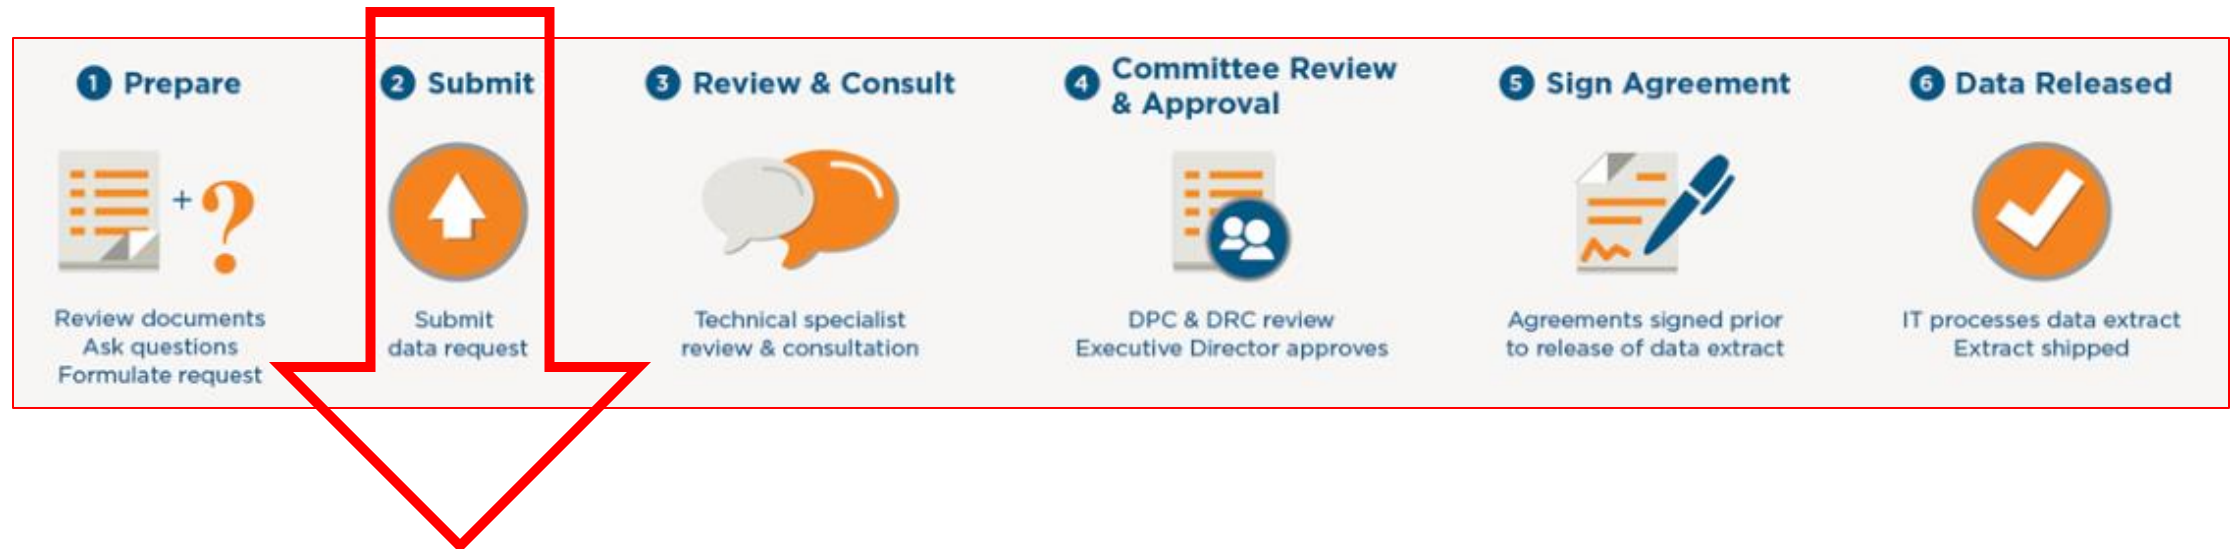 1 Prepare
Review documents
Ask questions
Formulate request
2 Submit
Submit
data request
3 Review & Consult
Technical specialist
review & consultation
4 Committee Review
& Approval
DPC & DRC review
Executive Director approves
5 Sign Agreement
Agreements signed prior
to release of data extract
6 Data Released
IT processes data extract
Extract shipped